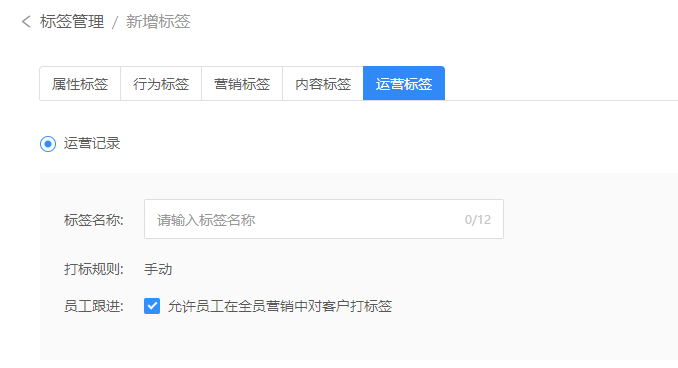 标签管理 / 新增标签
属性标签 行为标签 营销标签 内容标签 运营标签
运营记录
标签名称: 请输入标签名称 0/12
打标规则: 手动
员工跟进: 允许员工在全员营销中对客户打标签